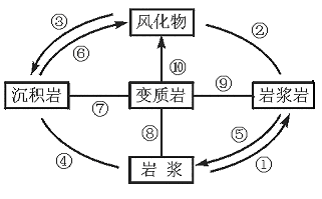 ③ 风化物 ②
⑥ ⑩
沉积岩 ⑦ 变质岩 ⑨ 岩浆岩
⑧ ⑤
④ 岩浆 ①